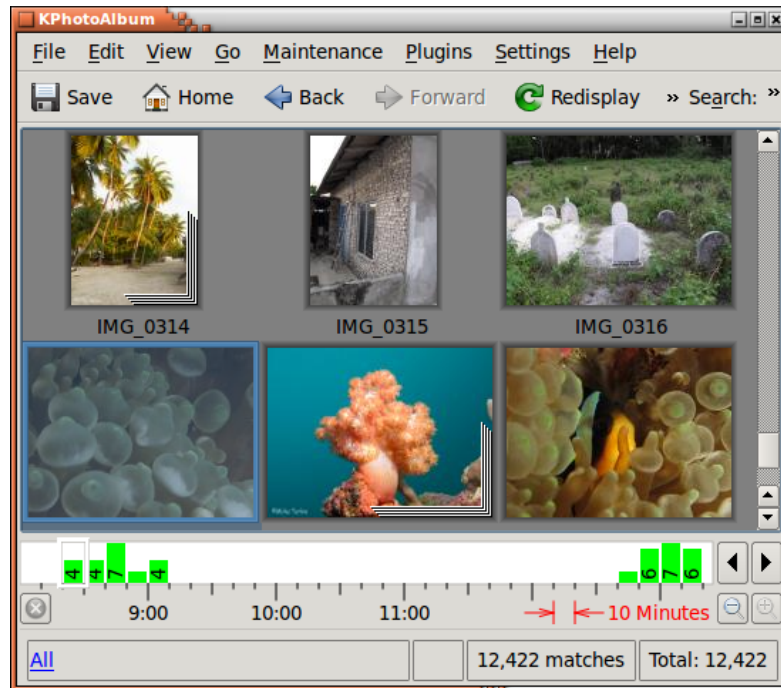 KPhotoAlbum
File Edit View Go Maintenance Plugins Settings Help
Save Home Back Forward Redisplay » Search: »
IMG_0314 IMG_0315 IMG_0316
4 4 7 4 6 7 6
9:00 10:00 11:00 10 Minutes
All 12,422 matches Total: 12,422